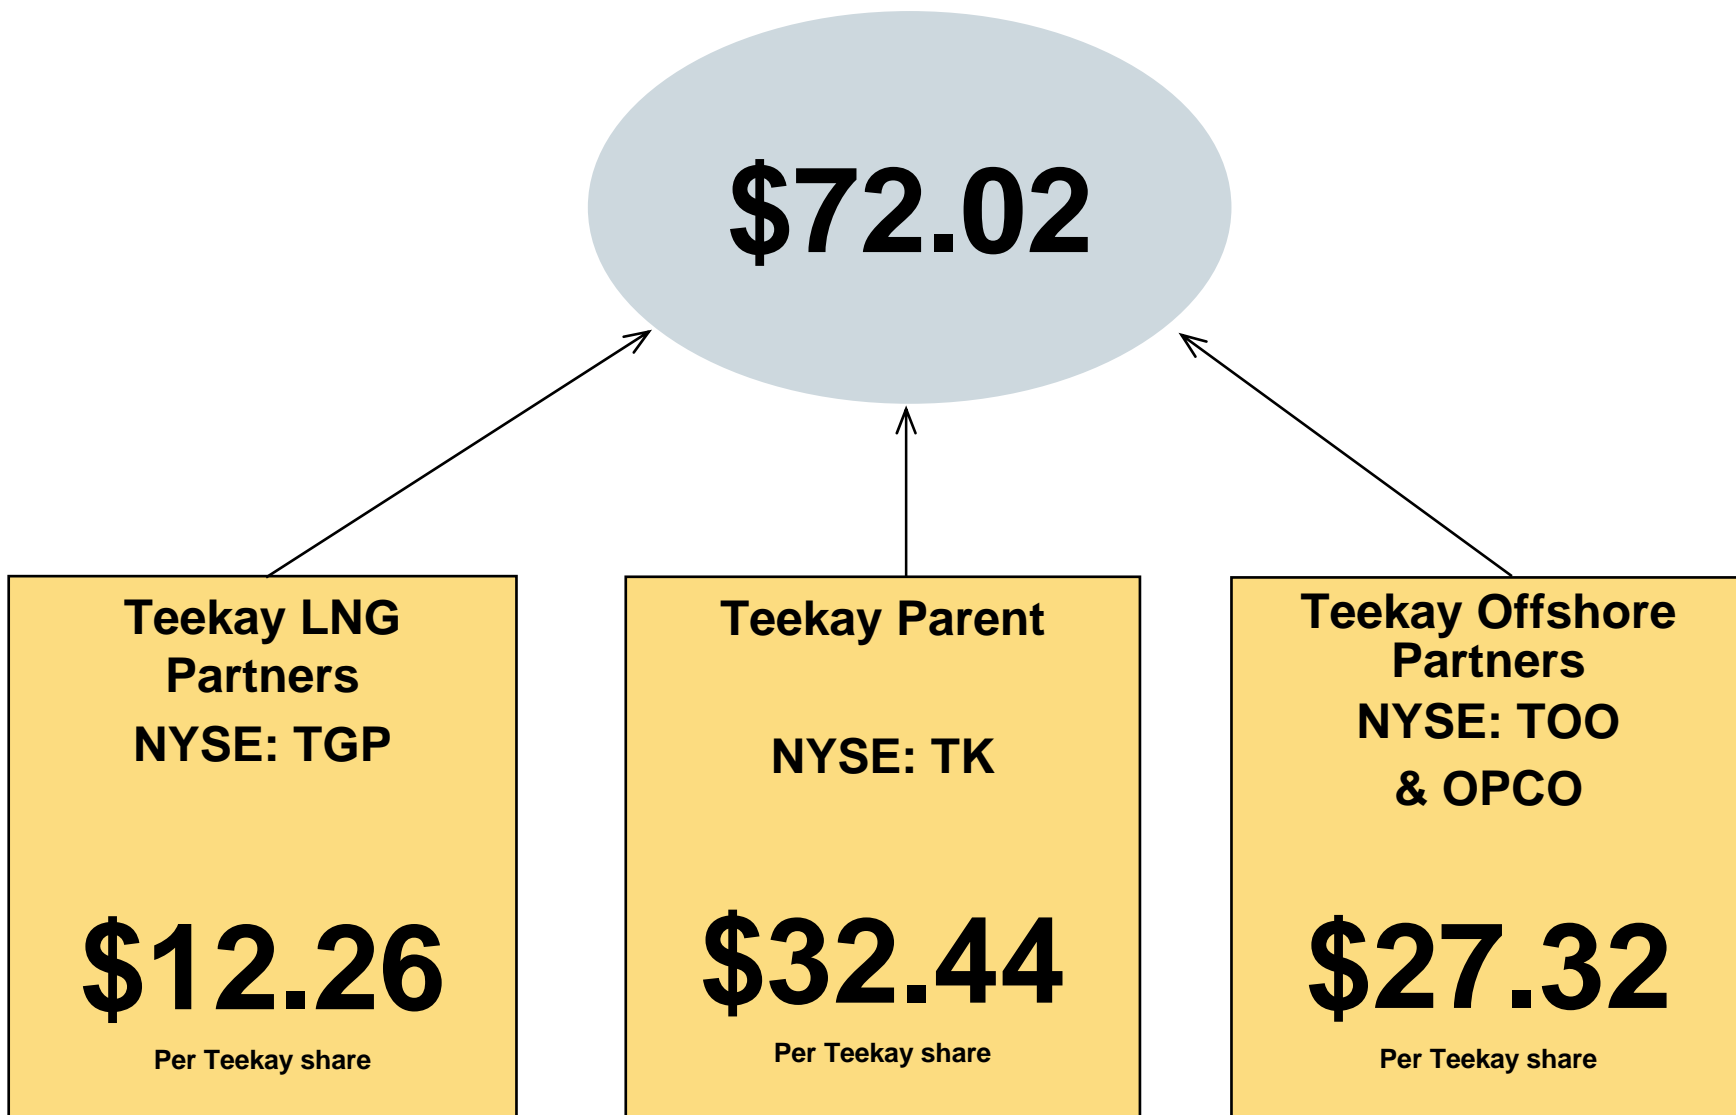 $72.02
Teekay LNG
Partners
NYSE: TGP
$12.26
Per Teekay share
Teekay Parent
NYSE: TK
$32.44
Per Teekay share
Teekay Offshore
Partners
NYSE: TOO
& OPCO
$27.32
Per Teekay share